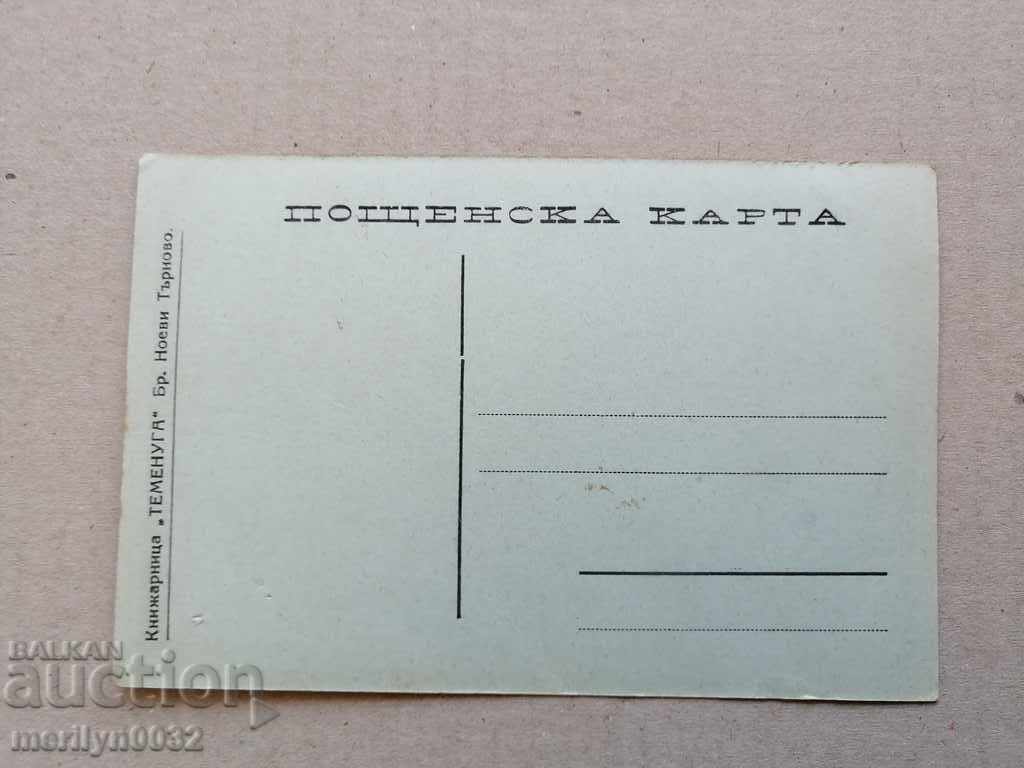 ПОЩЕНСКА КАРТА
Книжарница „ТЕМЕНУГА“ Бр. Ноеви Търново.
BALKAN
auction
merilyn0032